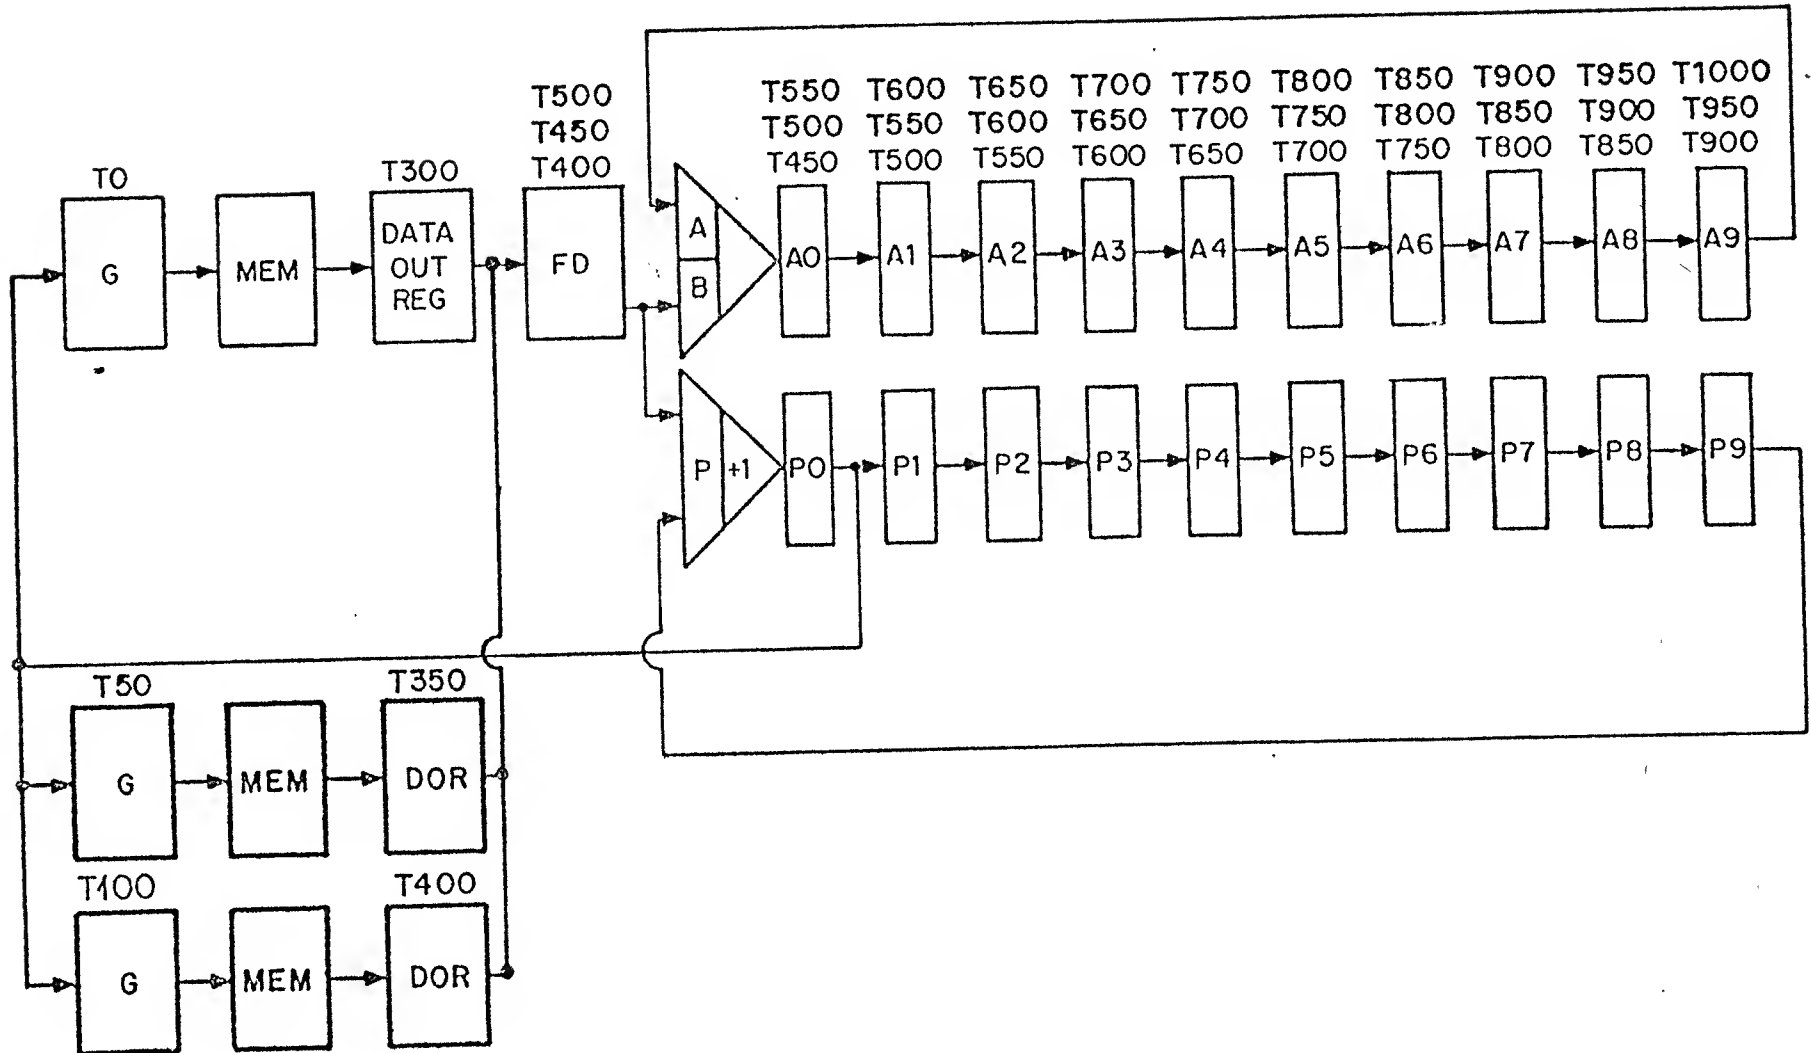 T500
T450
T400
T550 T600 T650 T700 T750 T800 T850 T900 T950 T1000
T500 T550 T600 T650 T700 T750 T800 T850 T900 T950
T450 T500 T550 T600 T650 T700 T750 T800 T850 T900
T0
T300
G
MEM
DATA
OUT
REG
FD
A
B
A0 A1 A2 A3 A4 A5 A6 A7 A8 A9
P +1 P0 P1 P2 P3 P4 P5 P6 P7 P8 P9
T50 T350
G MEM DOR
T100 T400
G MEM DOR